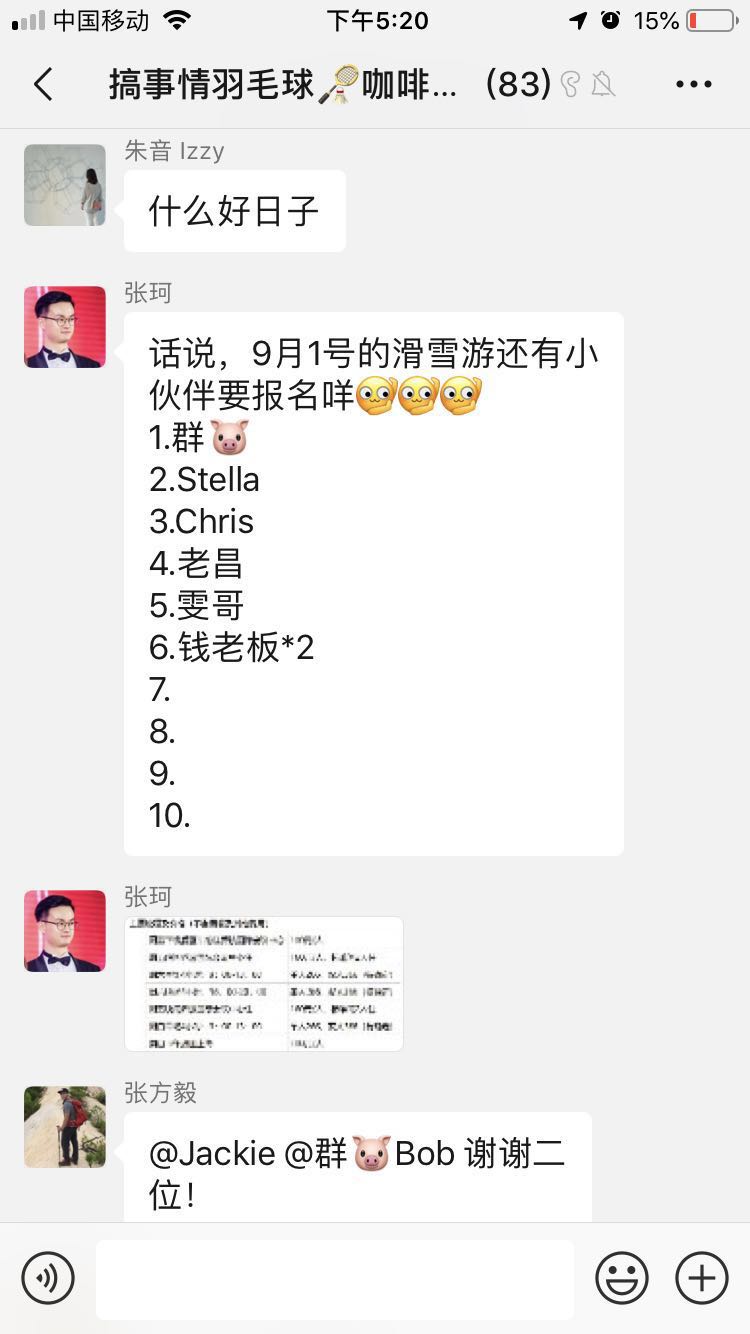 中国移动
下午5:20
15%
搞事情羽毛球🏸咖啡... (83)
朱音 Izzy
什么好日子
张珂
话说，9月1号的滑雪游还有小
伙伴要报名咩
1.群🐷
2.Stella
3.Chris
4.老昌
5.雯哥
6.钱老板*2
7.
8.
9.
10.
张珂
张方毅
@Jackie @群🐷Bob 谢谢二
位！